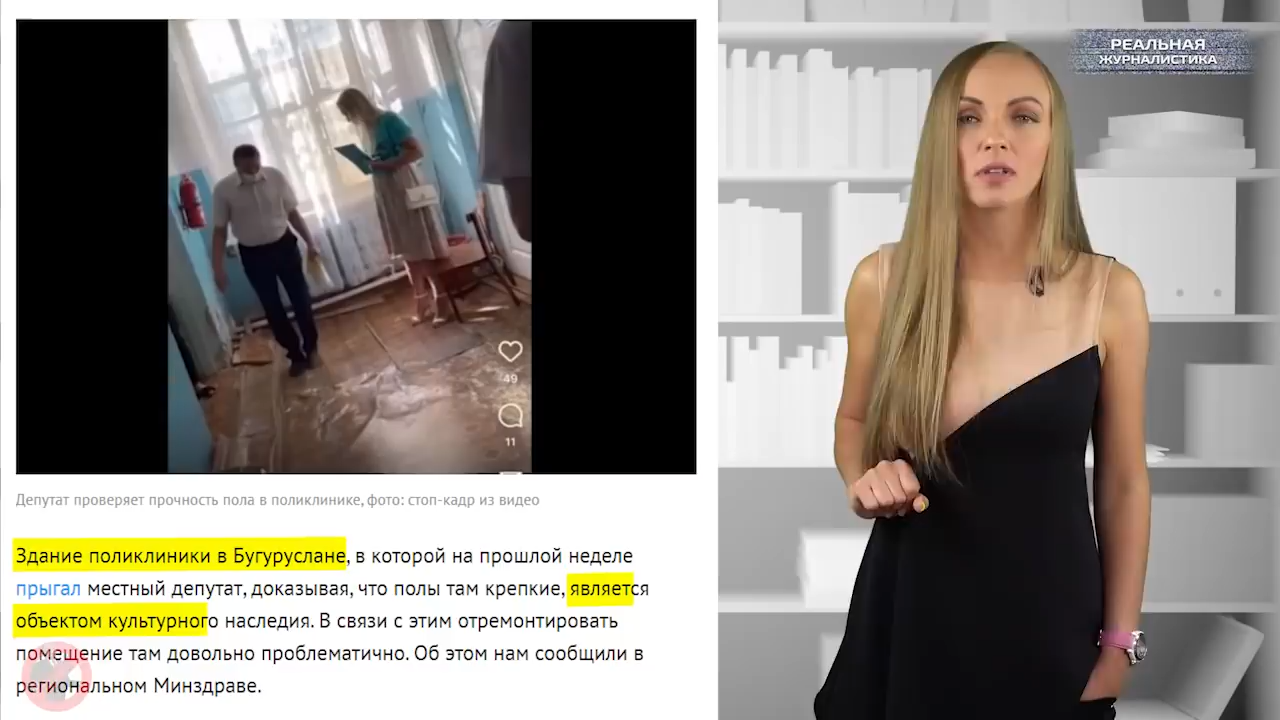 РЕАЛЬНАЯ
ЖУРНАЛИСТИКА
49
11
Депутат проверяет прочность пола в поликлинике, фото: стоп-кадр из видео
Здание поликлиники в Бугуруслане, в которой на прошлой неделе
прыгал местный депутат, доказывая, что полы там крепкие, является
объектом культурного наследия. В связи с этим отремонтировать
помещение там довольно проблематично. Об этом нам сообщили в
региональном Минздраве.